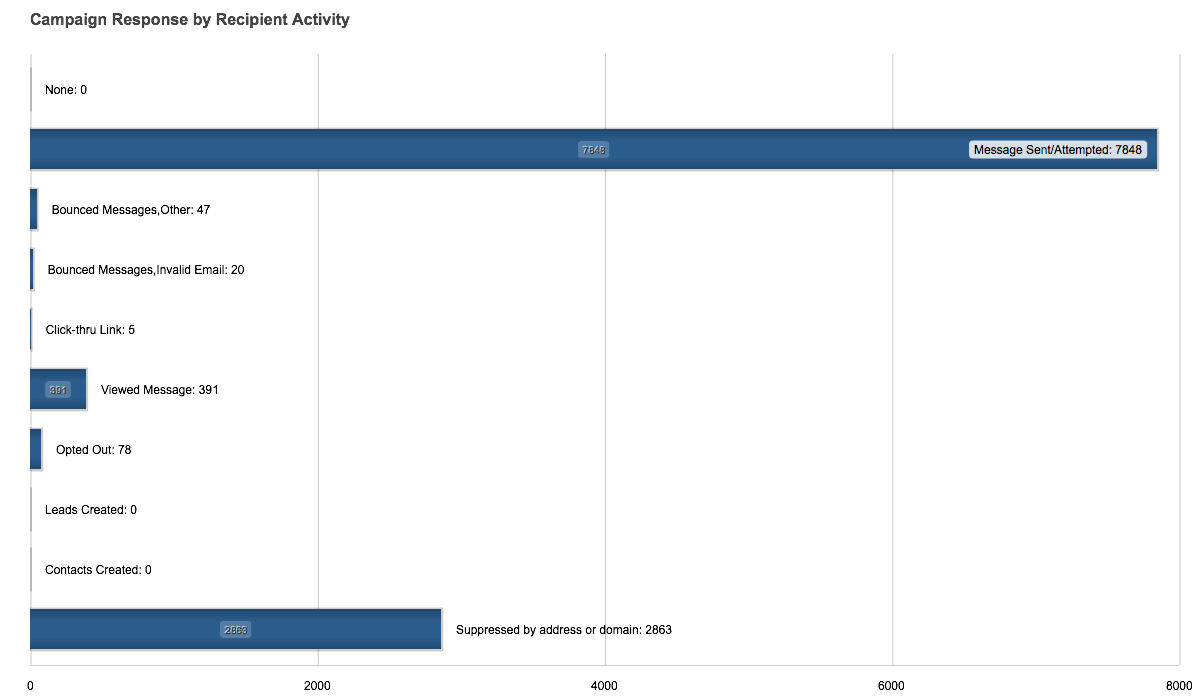 Campaign Response by Recipient Activity
None: 0
7848 Message Sent/Attempted: 7848
Bounced Messages,Other: 47
Bounced Messages,Invalid Email: 20
Click-thru Link: 5
391 Viewed Message: 391
Opted Out: 78
Leads Created: 0
Contacts Created: 0
2863 Suppressed by address or domain: 2863
0 2000 4000 6000 8000